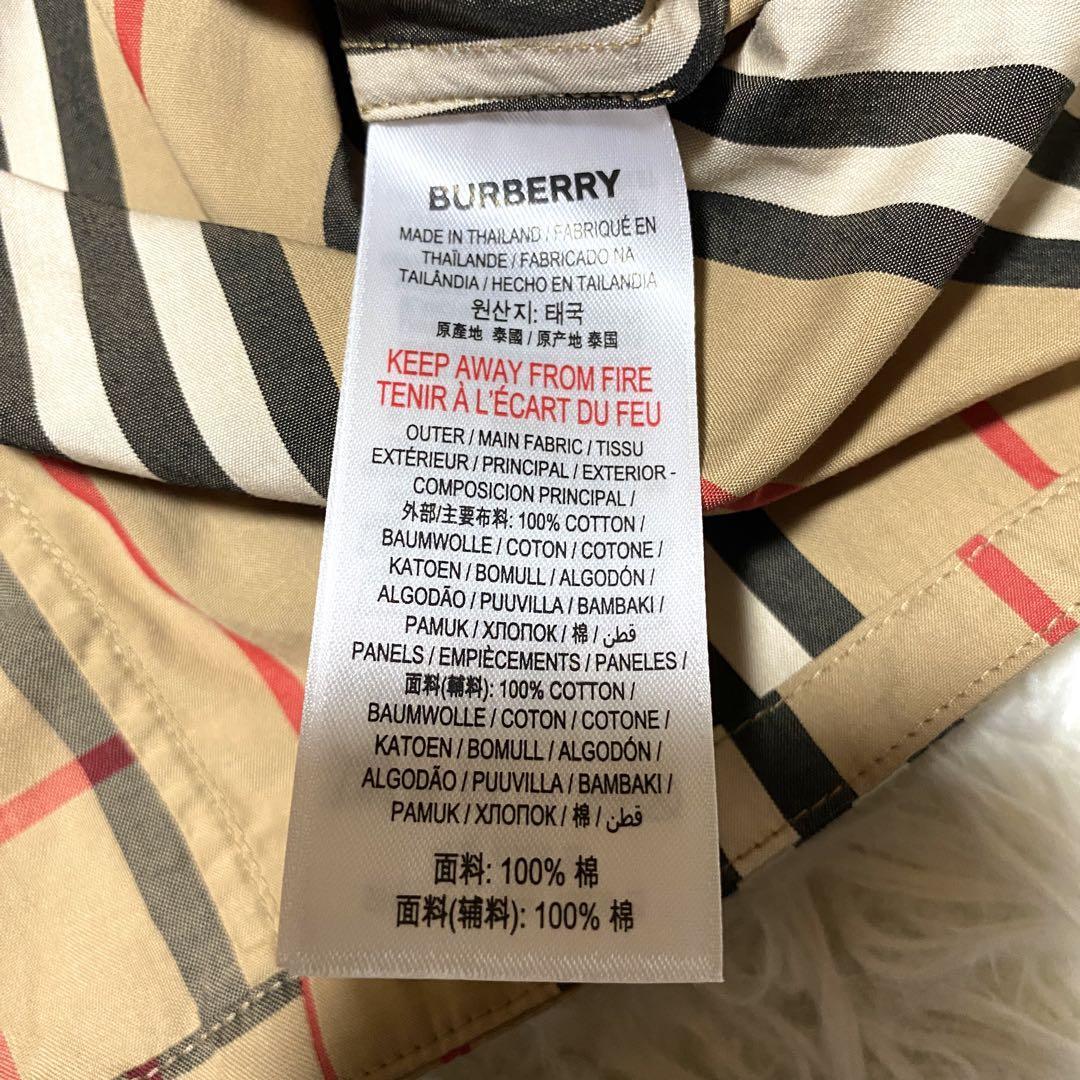 BURBERRY
MADE IN THAILAND / FABRIQUÉ EN
THAÏLANDE / FABRICADO NA
TAILÂNDIA / HECHO EN TAILANDIA
원산지: 태국
原產地 泰國 / 原产地 泰国
KEEP AWAY FROM FIRE
TENIR À L'ÉCART DU FEU
OUTER / MAIN FABRIC / TISSU
EXTÉRIEUR / PRINCIPAL / EXTERIOR -
COMPOSICION PRINCIPAL /
外部/主要布料: 100% COTTON /
BAUMWOLLE / COTON / COTONE /
KATOEN / BOMULL / ALGODÓN /
ALGODÃO / PUUVILLA / BAMBAKI /
PAMUK / ХЛОПОК / 棉 / قطن
PANELS / EMPIÈCEMENTS / PANELES /
面料(輔料): 100% COTTON /
BAUMWOLLE / COTON / COTONE /
KATOEN / BOMULL / ALGODÓN /
ALGODÃO / PUUVILLA / BAMBAKI /
PAMUK / ХЛОПОК / 棉 / قطن
面料: 100% 棉
面料(辅料): 100% 棉